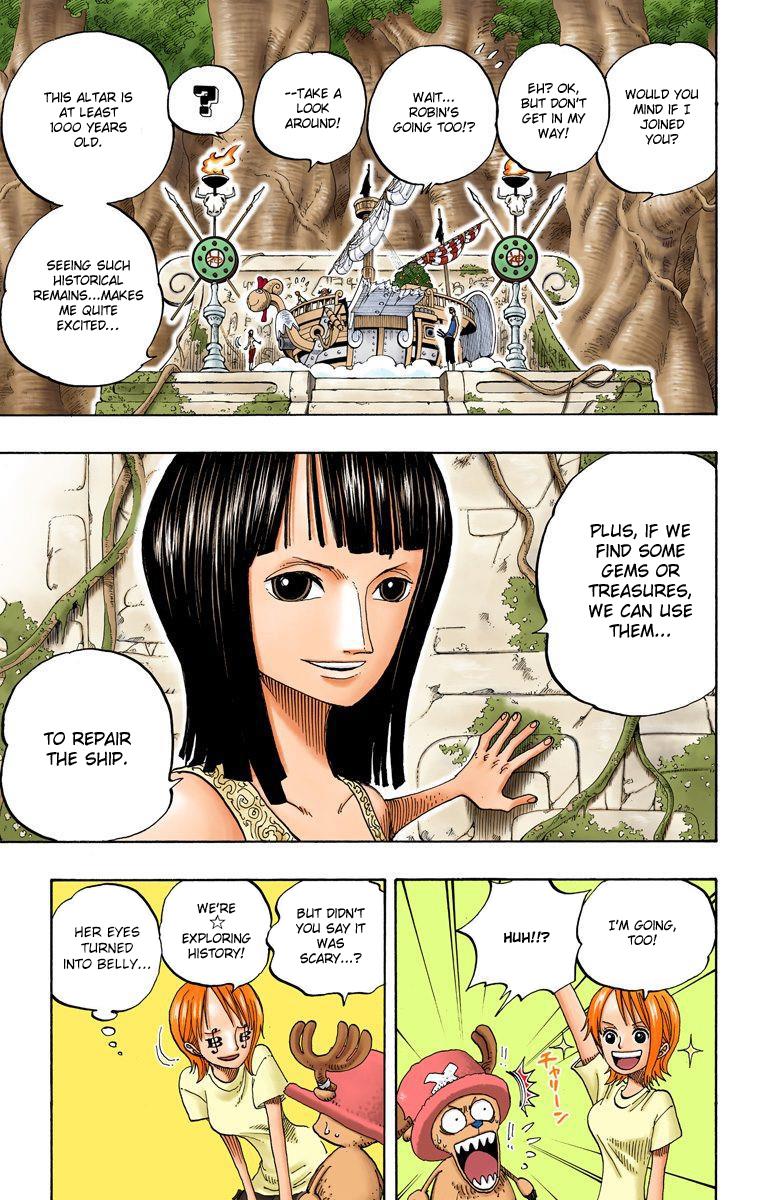 WOULD YOU
MIND IF I
JOINED
YOU?
EH? OK,
BUT DON'T
GET IN MY
WAY!
WAIT...
ROBIN'S
GOING TOO!?
--TAKE A
LOOK
AROUND!
?
THIS ALTAR IS
AT LEAST
1000 YEARS
OLD.
SEEING SUCH
HISTORICAL
REMAINS...MAKES
ME QUITE
EXCITED...
PLUS, IF WE
FIND SOME
GEMS OR
TREASURES,
WE CAN USE
THEM...
TO REPAIR
THE SHIP.
I'M GOING,
TOO!
HUH!!?
チャリーン
BUT DIDN'T
YOU SAY IT
WAS
SCARY...?
WE'RE
☆
EXPLORING
HISTORY!
HER EYES
TURNED
INTO BELLY...